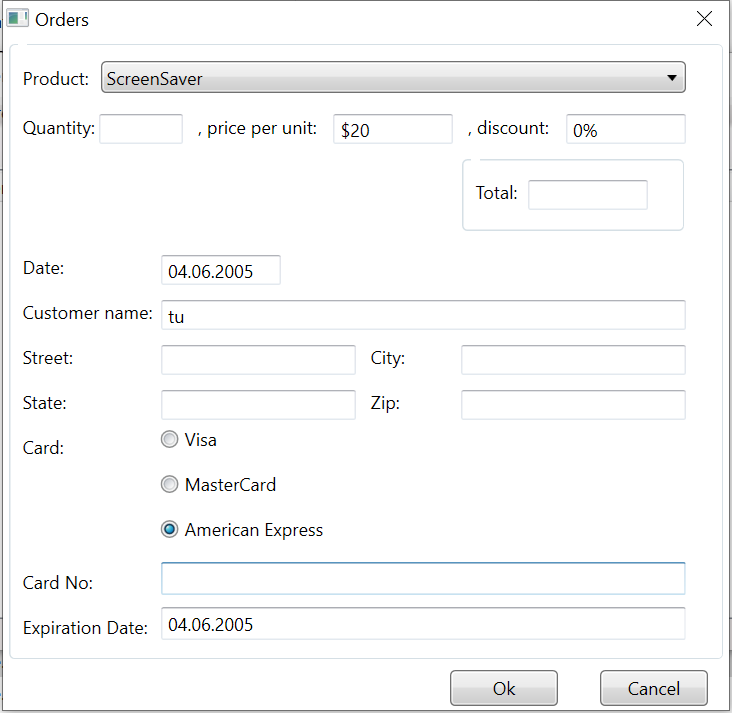 Orders
Product: ScreenSaver
Quantity: , price per unit: $20 , discount: 0%
Total:
Date: 04.06.2005
Customer name: tu
Street: City:
State: Zip:
Card: Visa
MasterCard
American Express
Card No:
Expiration Date: 04.06.2005
Ok Cancel